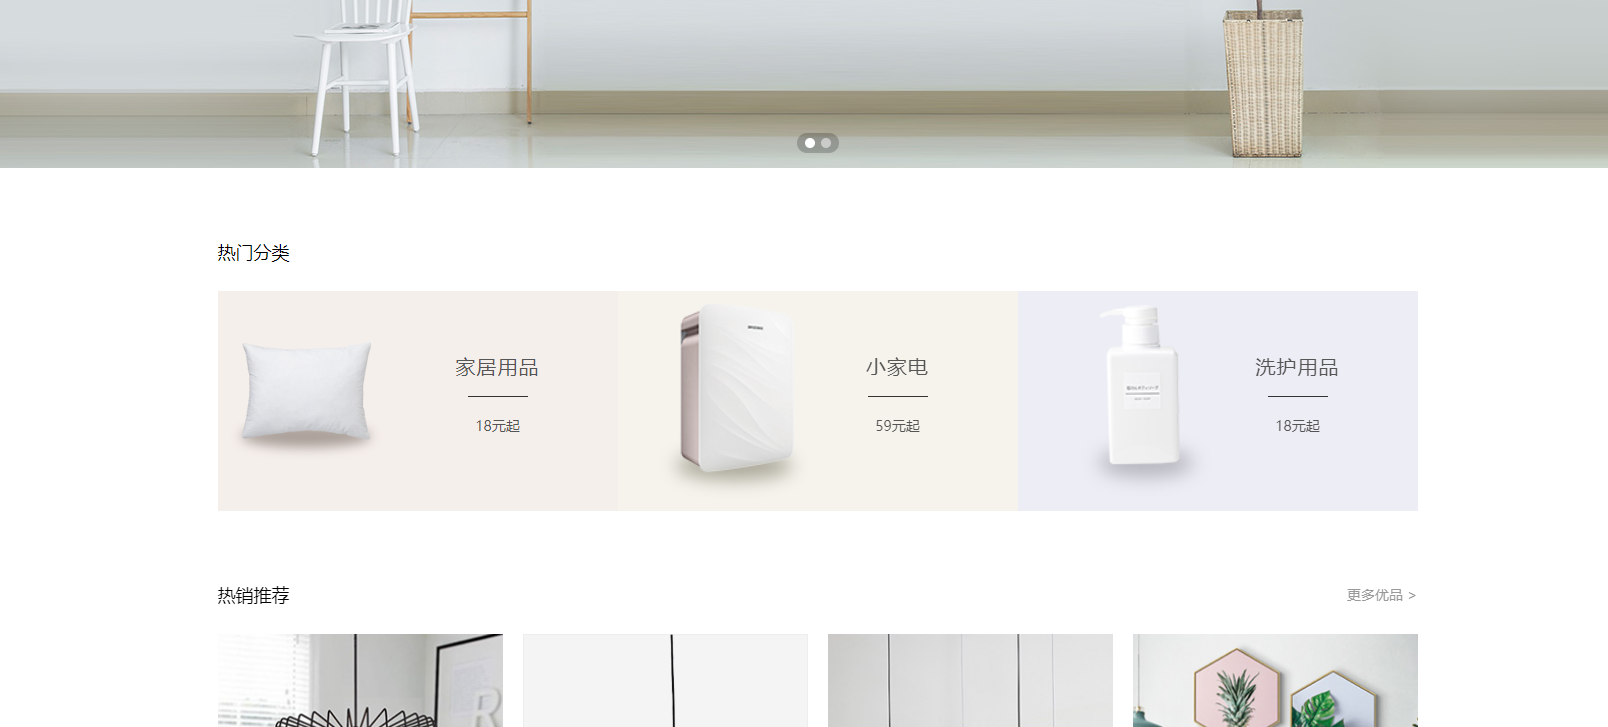 热门分类
家居用品
18元起
小家电
59元起
洗护用品
18元起
热销推荐
更多优品 >
R